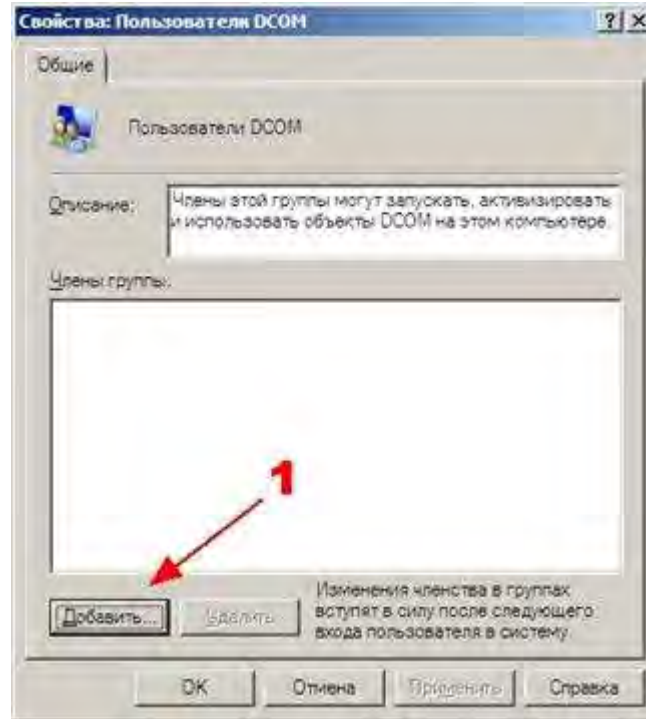 Свойства: Пользователи DCOM
Общие
Пользователи DCOM
Описание:
Члены этой группы могут запускать, активизировать
и использовать объекты DCOM на этом компьютере.
Члены группы:
1
Добавить...
Удалить
Изменения членства в группах
вступят в силу после следующего
входа пользователя в систему
OK
Отмена
Применить
Справка